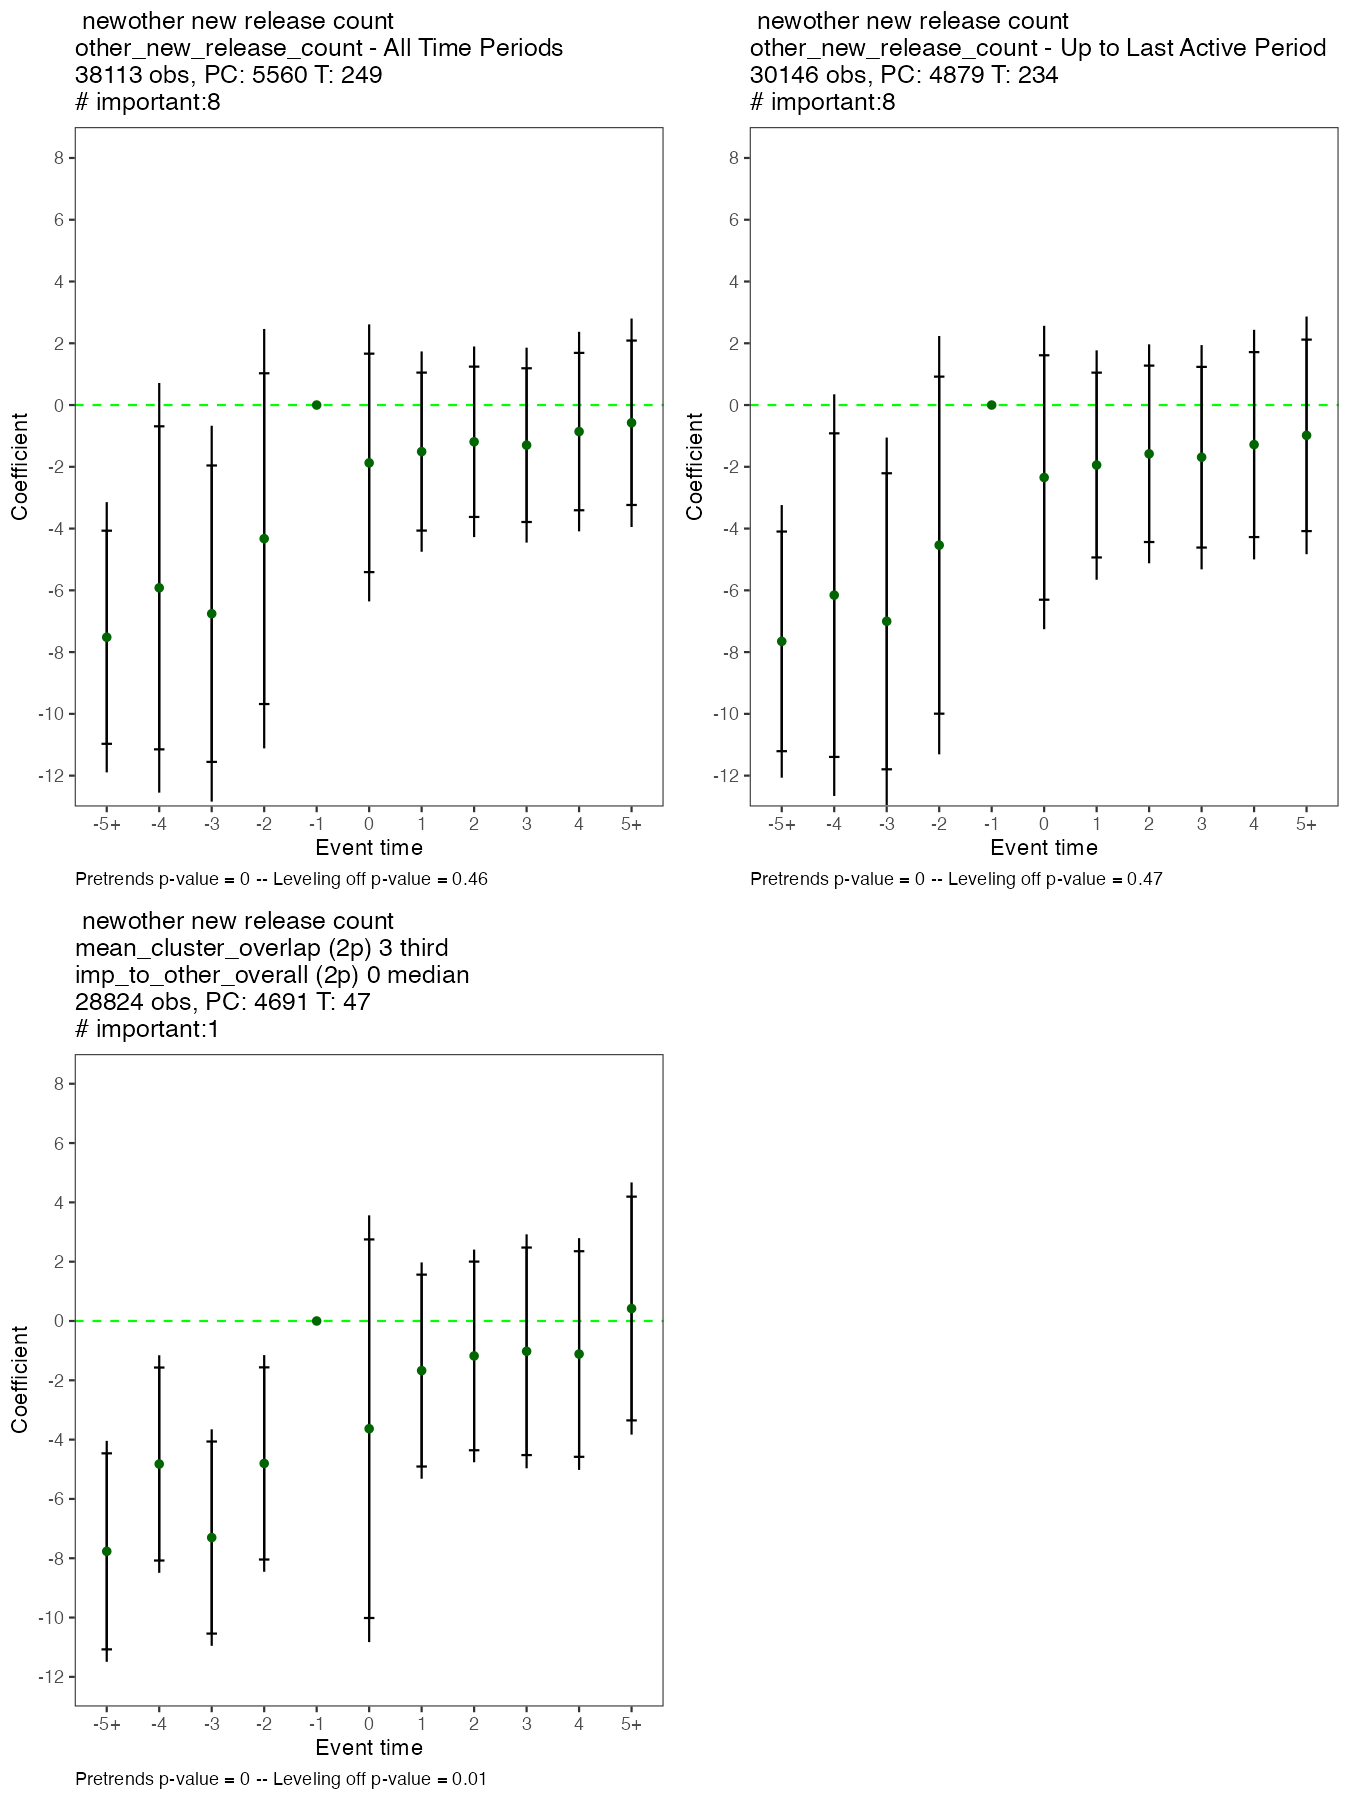 newother new release count
other_new_release_count - All Time Periods
38113 obs, PC: 5560 T: 249
# important:8
8
6
4
2
0
-2
-4
-6
-8
-10
-12
Coefficient
-5+ -4 -3 -2 -1 0 1 2 3 4 5+
Event time
Pretrends p-value = 0 -- Leveling off p-value = 0.46
newother new release count
other_new_release_count - Up to Last Active Period
30146 obs, PC: 4879 T: 234
# important:8
8
6
4
2
0
-2
-4
-6
-8
-10
-12
Coefficient
-5+ -4 -3 -2 -1 0 1 2 3 4 5+
Event time
Pretrends p-value = 0 -- Leveling off p-value = 0.47
newother new release count
mean_cluster_overlap (2p) 3 third
imp_to_other_overall (2p) 0 median
28824 obs, PC: 4691 T: 47
# important:1
8
6
4
2
0
-2
-4
-6
-8
-10
-12
Coefficient
-5+ -4 -3 -2 -1 0 1 2 3 4 5+
Event time
Pretrends p-value = 0 -- Leveling off p-value = 0.01